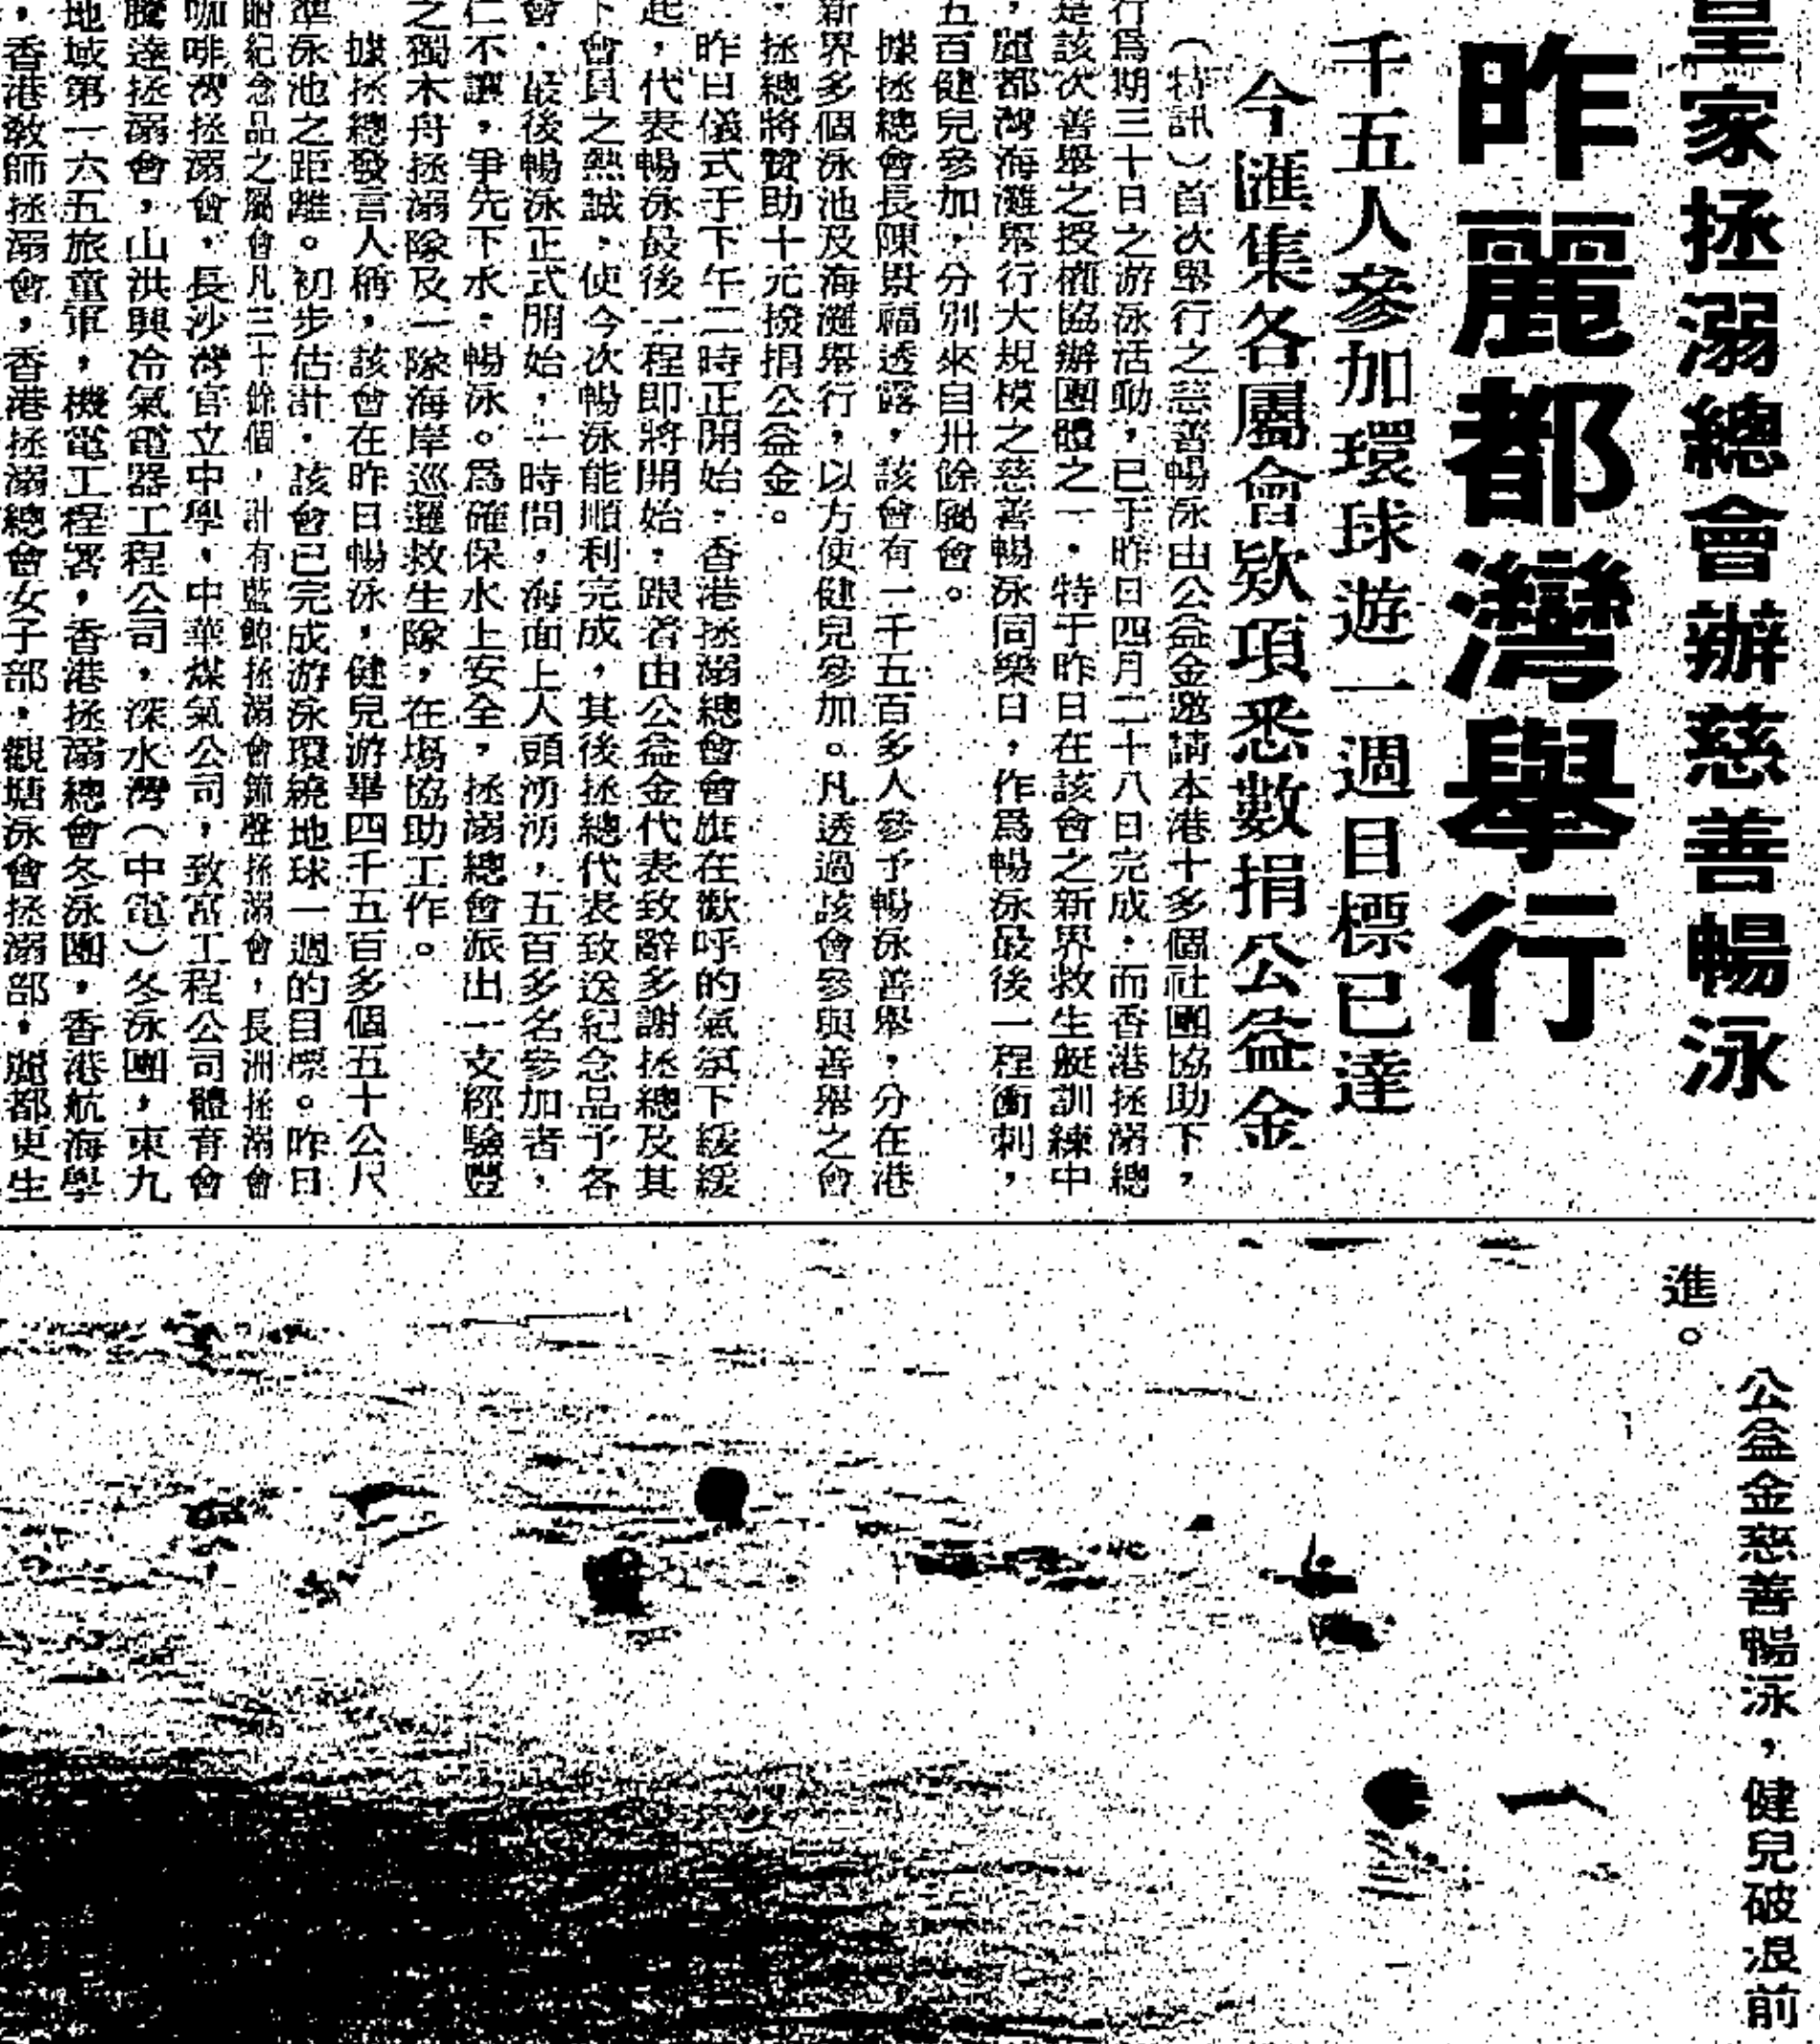 皇家拯溺總會辦慈善暢泳
昨麗都灣舉行
千五人參加環球遊一週目標已達
今匯集各屬會欵項悉數捐公益金
（特訊）首次舉行之慈善暢泳由公益金邀請本港十多個社團協助下，
行爲期三十日之游泳活動，已于昨日四月二十八日完成．而香港拯溺總
是該次善舉之授權協辦團體之一．特于昨日在該會之新界救生艇訓練中
，麗都灣海灘舉行大規模之慈善暢泳同樂日，作爲暢泳最後一程衝刺，
五百健兒參加，分別來自卅餘屬會。
據拯總會長陳景福透露，該會有一千五百多人參予暢泳善舉，分在港
新界多個泳池及海灘舉行，以方使健兒參加。凡透過該會參與善舉之會
，拯總將贊助十元撥捐公益金。
昨日儀式于下午二時正開始．香港拯溺總會會旗在歡呼的氣氛下緩緩
起，代表暢泳最後一程即將開始．跟着由公益金代表致辭多謝拯總及其
下會員之熱誠，使今次暢泳能順利完成，其後拯總代表致送紀念品予各
會．最後暢泳正式開始，一時間，海面上人頭湧湧，五百多名參加者，
仁不讓，爭先下水，暢泳。爲確保水上安全，拯溺總會派出一支經驗豐
之獨木舟拯溺隊及一隊海岸巡邏救生隊，在場協助工作。
據拯總發言人稱，該會在昨日暢泳，健兒游畢四千五百多個五十公尺
準泳池之距離。初步估計，該會已完成游泳環繞地球一週的目標。昨日
贈紀念品之屬會凡三十餘個，計有藍鯨拯溺會鐘聲拯溺會，長洲拯溺會
咖啡灣拯溺會，長沙灣官立中學，中華煤氣公司，致富工程公司體育會
騰達拯溺會，山洪興冷氣電器工程公司，深水灣（中電）冬泳團，東九
地域第一六五旅童軍，機電工程署，香港拯溺總會冬泳團，香港航海學
，香港教師拯溺會，香港拯溺總會女子部，觀塘泳會拯溺部，麗都更生
公益金慈善暢泳，健兒破浪前
進。